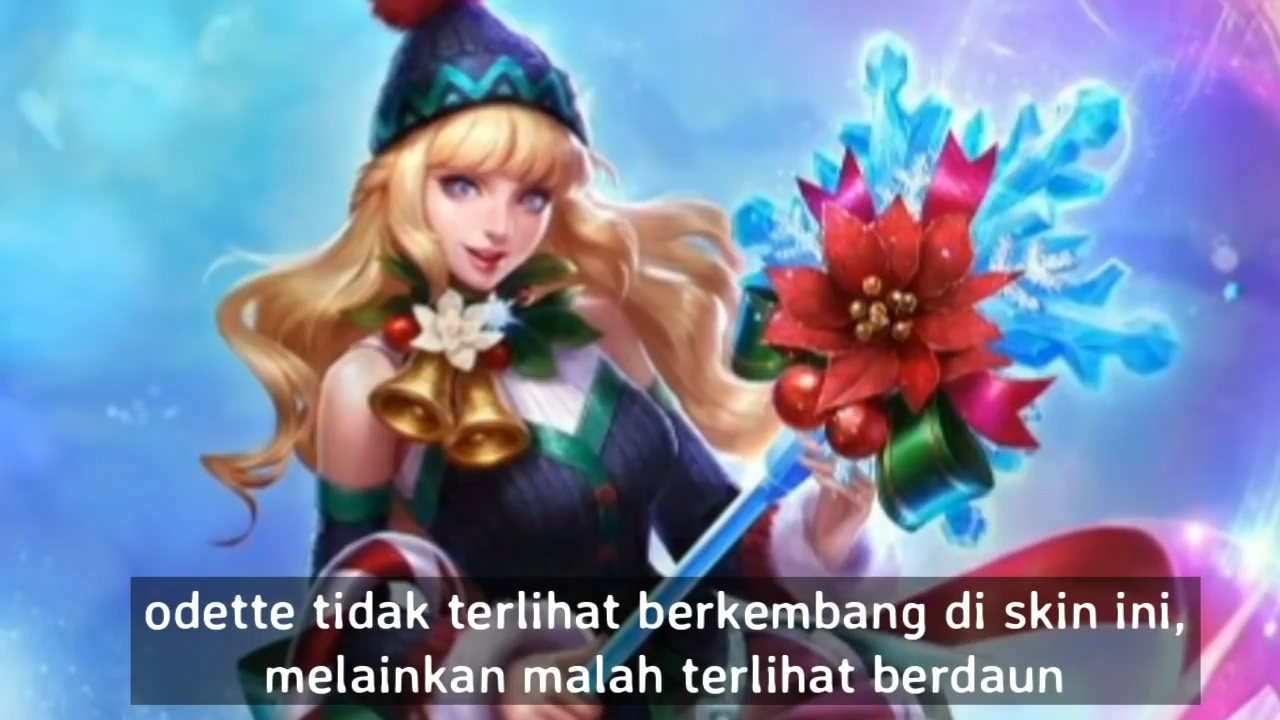 odette tidak terlihat berkembang di skin ini,
melainkan malah terlihat berdaun